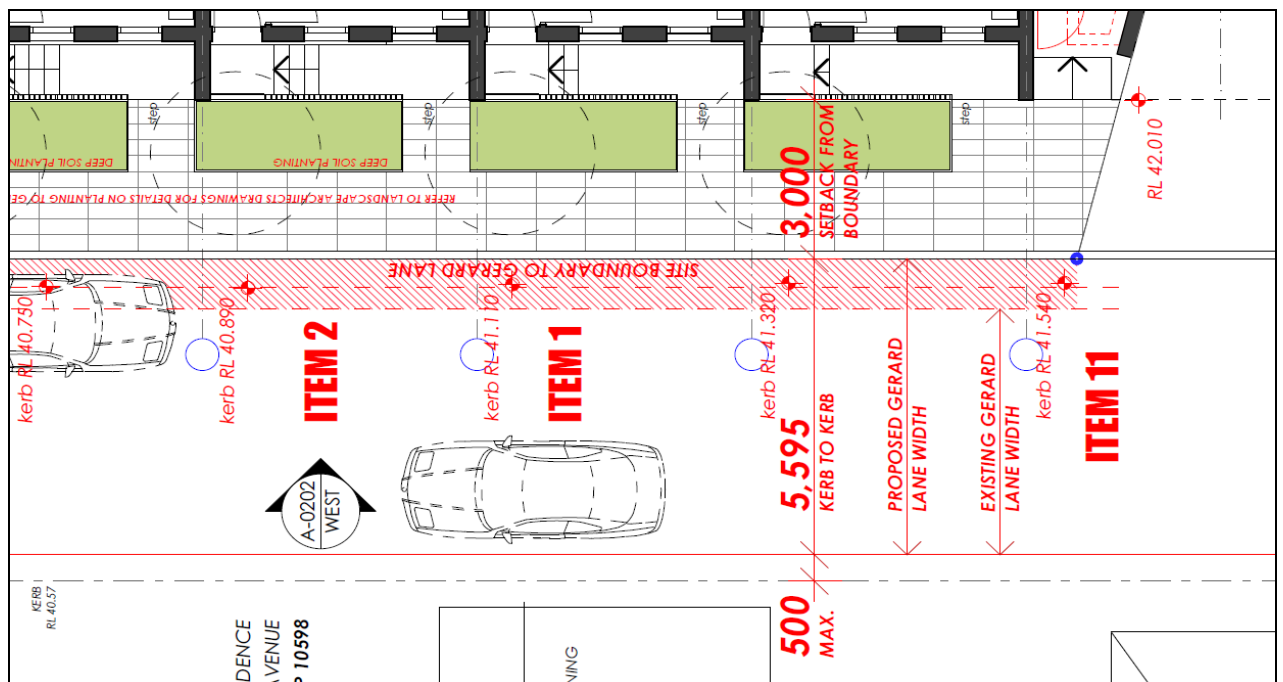 step
step
step
step
DEEP SOIL PLANTING
DEEP SOIL PLANTING
REFER TO LANDSCAPE ARCHITECTS DRAWINGS FOR DETAILS ON PLANTING TO GE
3,000
SETBACK FROM
BOUNDARY
RL 42.010
SITE BOUNDARY TO GERARD LANE
kerb RL 40.750
kerb RL 40.890
ITEM 2
kerb RL 41.110
ITEM 1
kerb RL 41.320
5,595
KERB TO KERB
PROPOSED GERARD
LANE WIDTH
EXISTING GERARD
LANE WIDTH
kerb RL 41.540
ITEM 11
A-0202
WEST
KERB
RL 40.57
DENCE
VENUE
P 10598
NING
500
MAX.